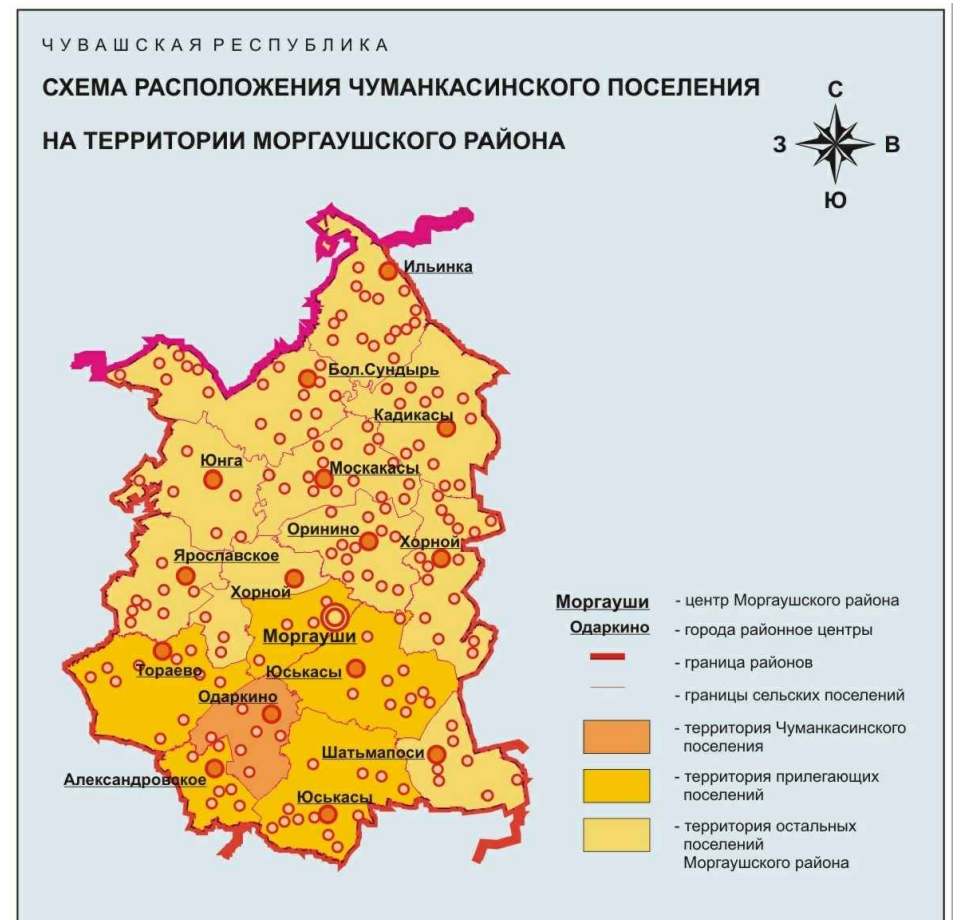 ЧУВАШСКАЯ РЕСПУБЛИКА
СХЕМА РАСПОЛОЖЕНИЯ ЧУМАНКАСИНСКОГО ПОСЕЛЕНИЯ
НА ТЕРРИТОРИИ МОРГАУШСКОГО РАЙОНА
С
З
В
Ю
Ильинка
Бол.Сундырь
Кадикасы
Юнга
Москакасы
Оринино
Хорной
Ярославское
Хорной
Моргауши
Тораево
Юськасы
Одаркино
Шатьмапоси
Александровское
Юськасы
Моргауши - центр Моргаушского района
Одаркино - города районное центры
- граница районов
- границы сельских поселений
- территория Чуманкасинского
поселения
- территория прилегающих
поселений
- территория остальных
поселений
Моргаушского района